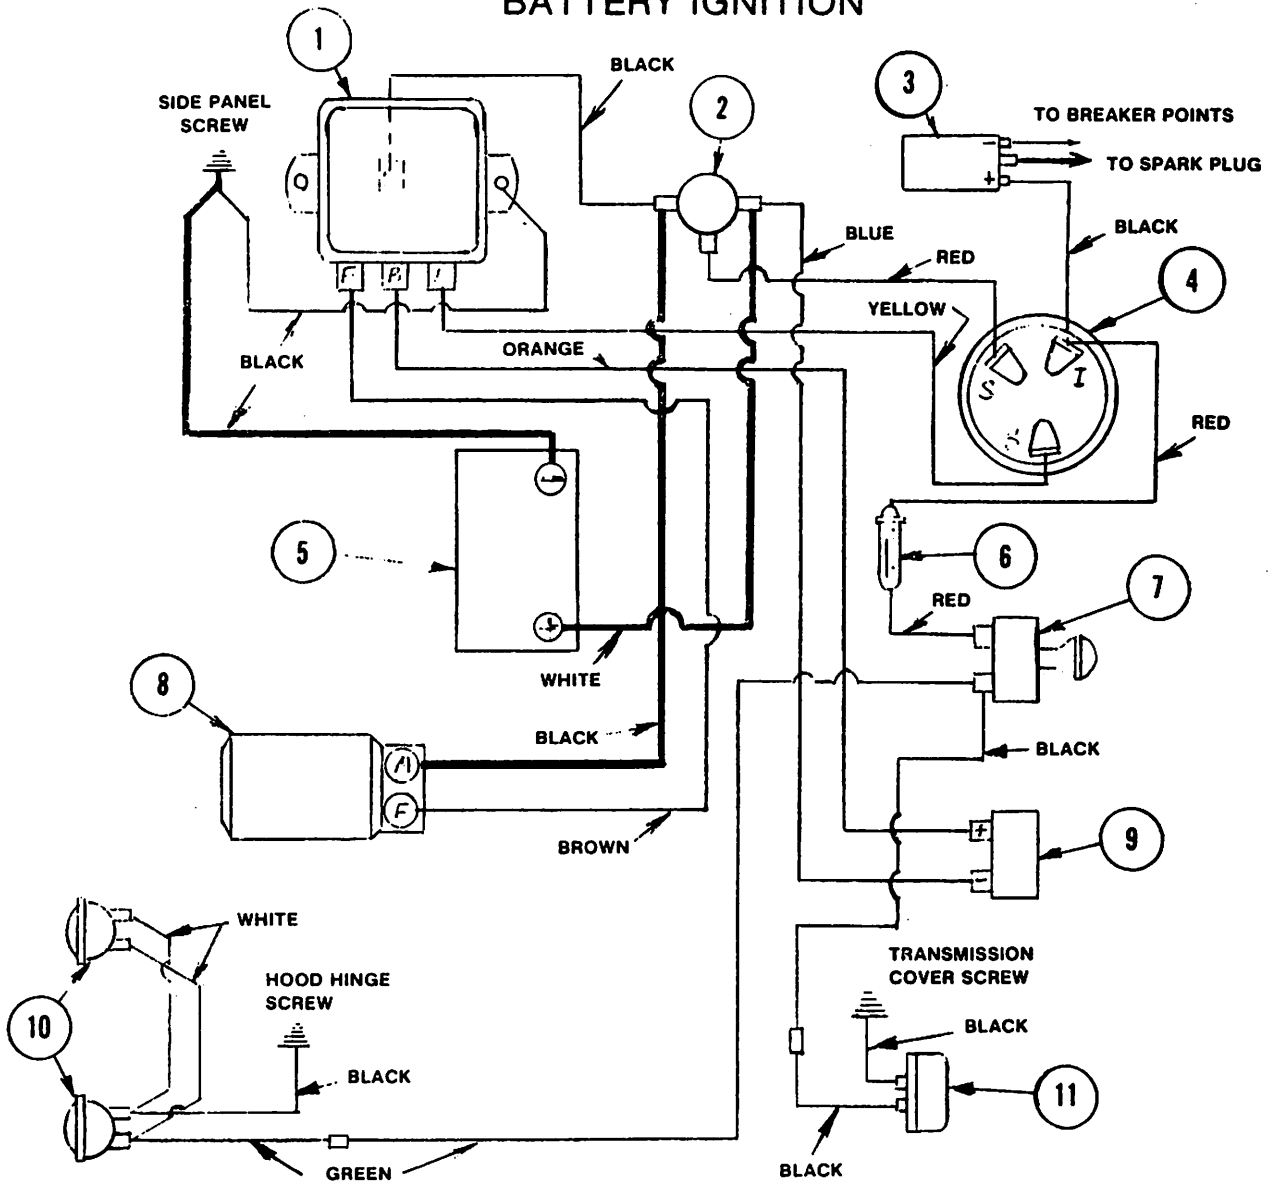 BATTERY IGNITION
1
BLACK
2
3
SIDE PANEL
SCREW
TO BREAKER POINTS
TO SPARK PLUG
−
+
BLACK
BLUE
RED
4
F
B
L
YELLOW
BLACK
ORANGE
S
I
RED
5
−
6
7
RED
+
WHITE
8
BLACK
BLACK
A
F
BROWN
+
9
−
WHITE
TRANSMISSION
COVER SCREW
HOOD HINGE
SCREW
10
BLACK
BLACK
11
GREEN
BLACK